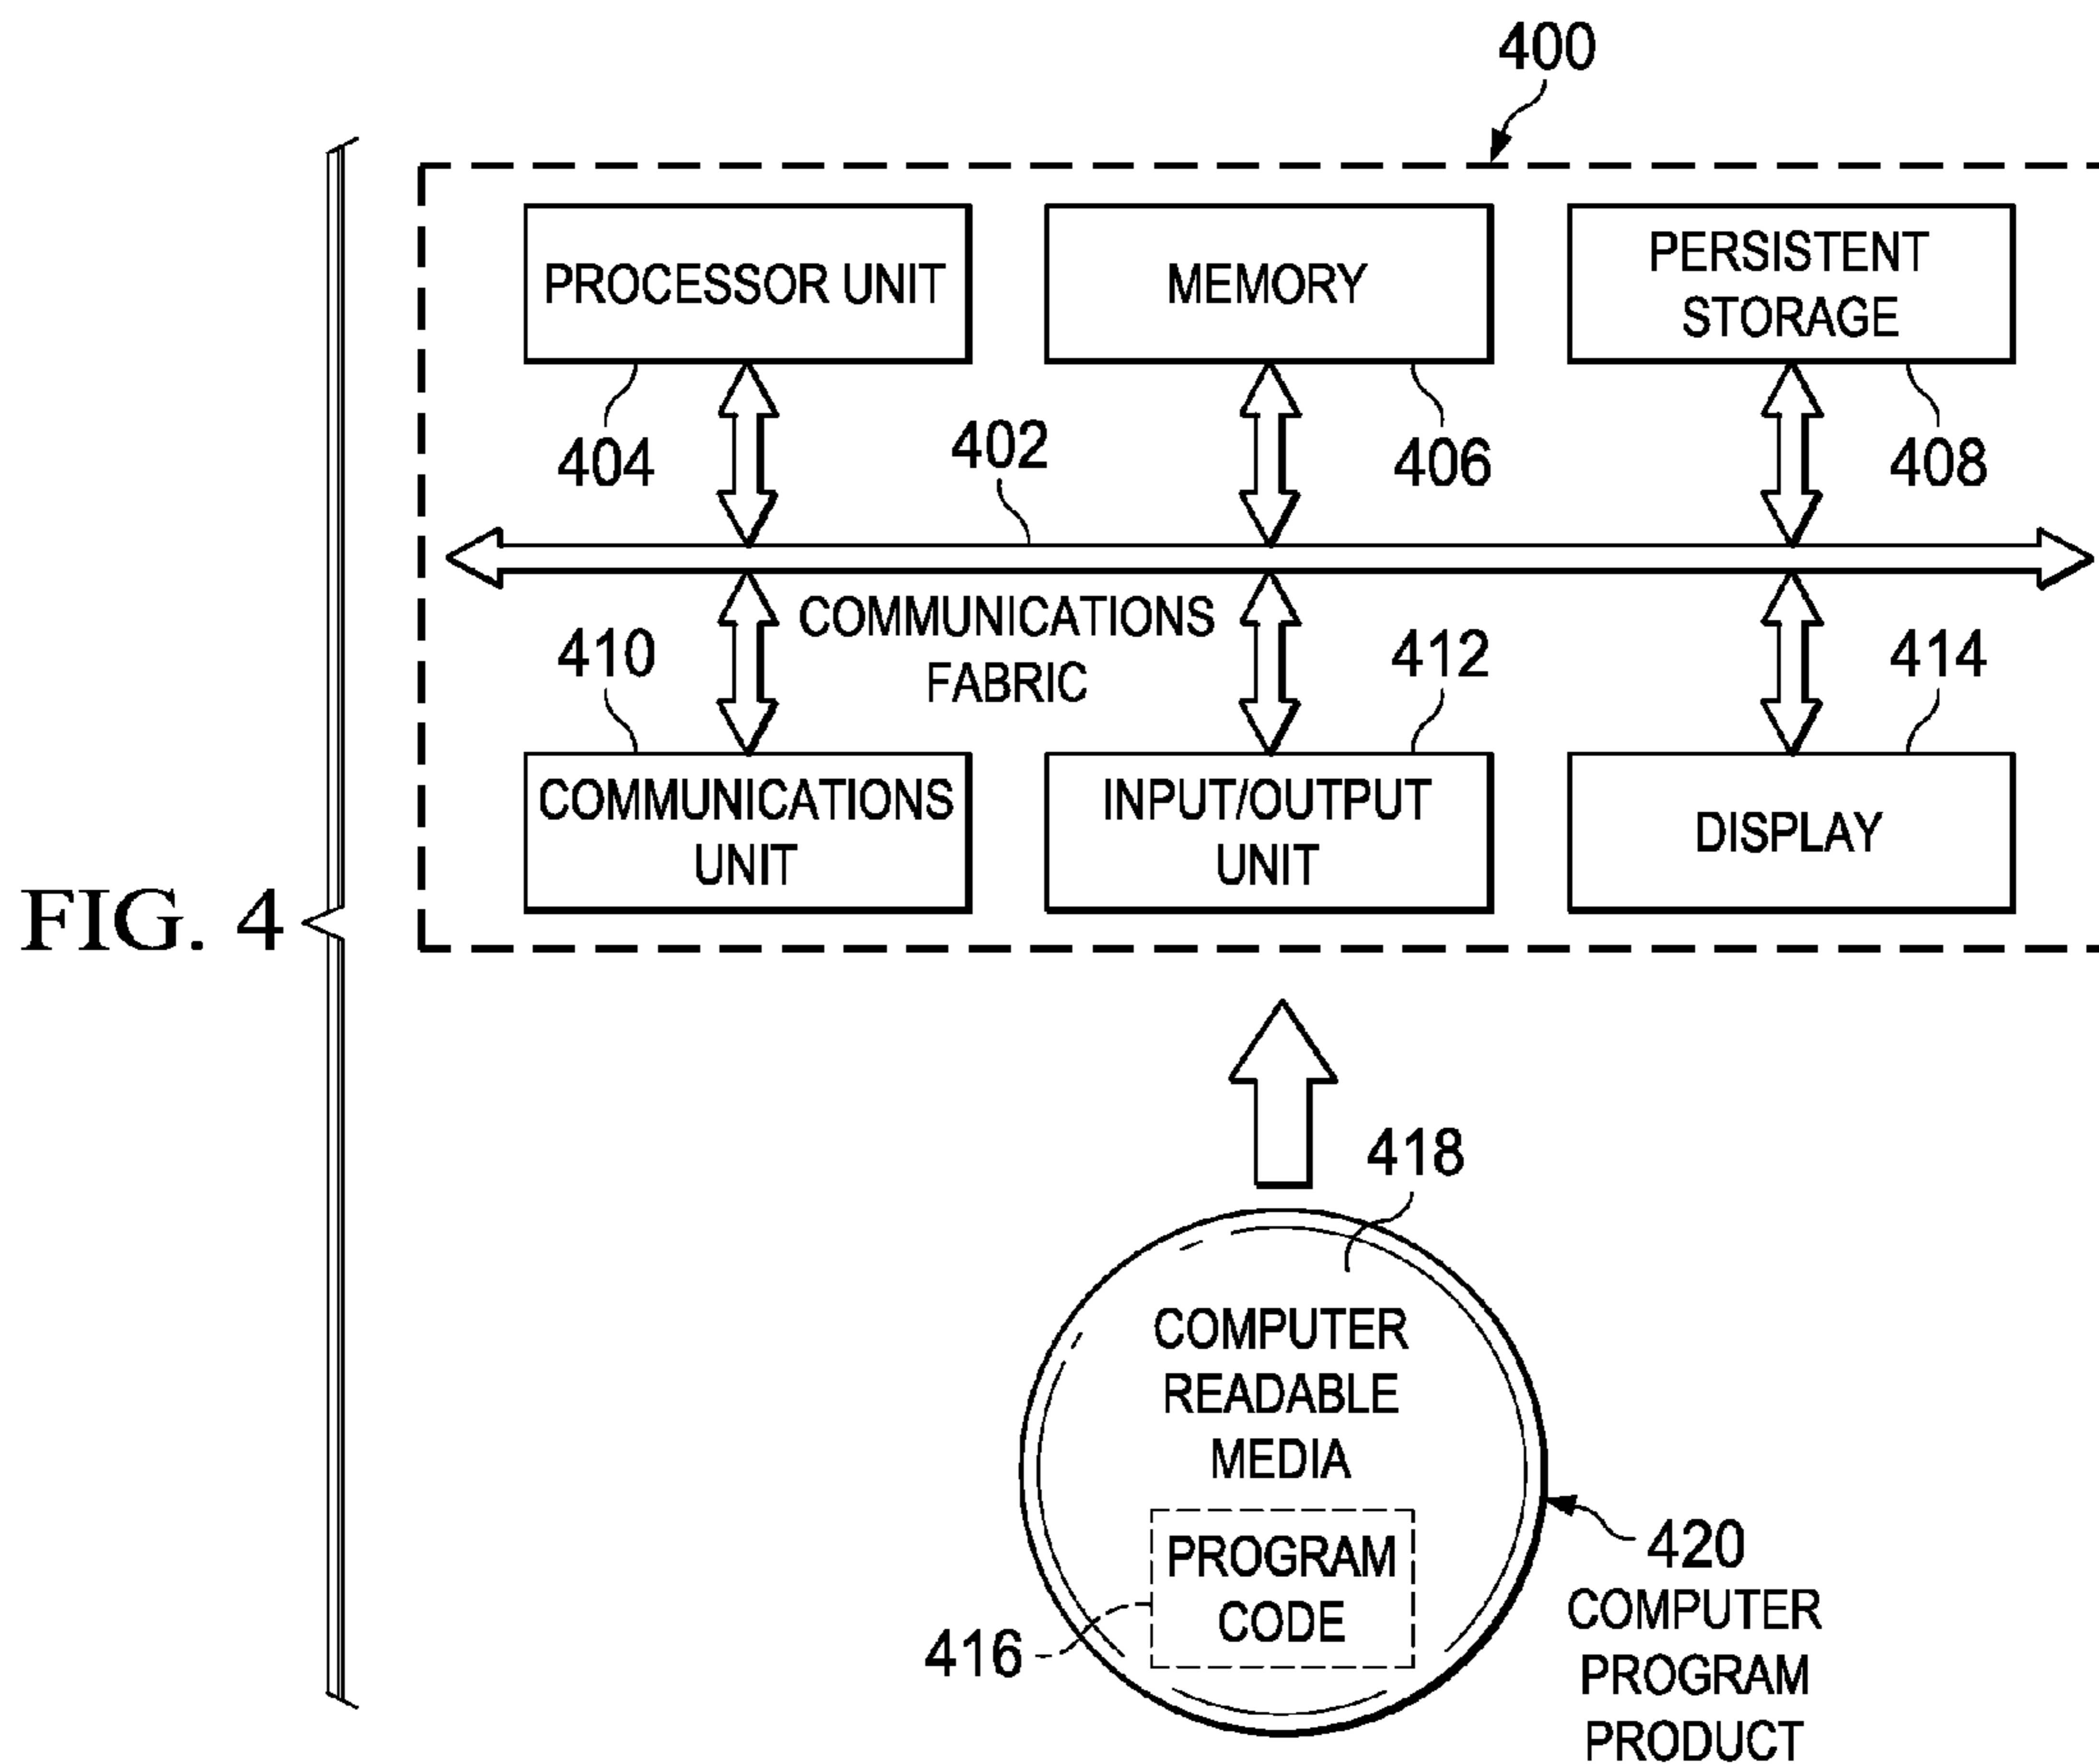 400
PROCESSOR UNIT
MEMORY
PERSISTENT
STORAGE
404
402
406
408
COMMUNICATIONS
FABRIC
410
412
414
COMMUNICATIONS
UNIT
INPUT/OUTPUT
UNIT
DISPLAY
FIG. 4
418
COMPUTER
READABLE
MEDIA
PROGRAM
CODE
416
420
COMPUTER
PROGRAM
PRODUCT